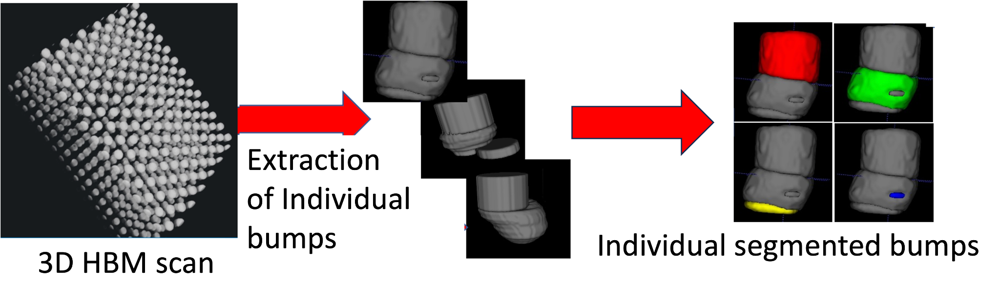 3D HBM scan
Extraction
of Individual
bumps
Individual segmented bumps